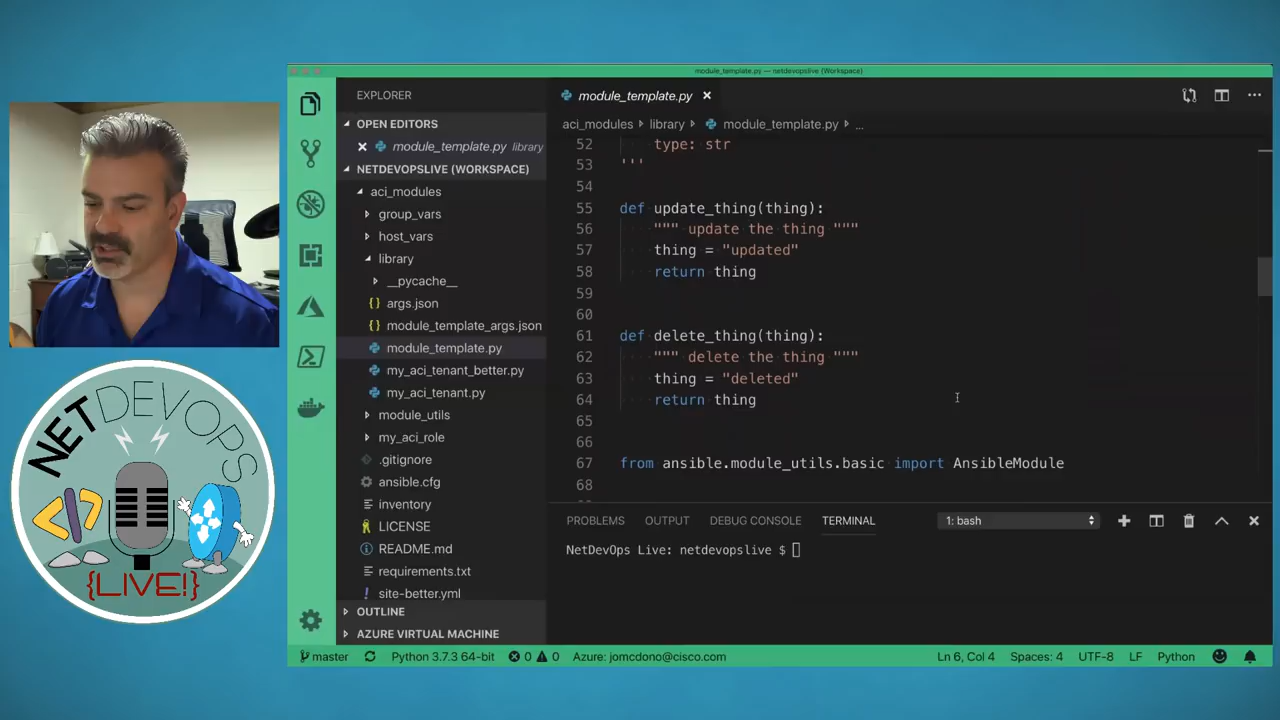 module_template.py — netdevopslive (Workspace)
EXPLORER
OPEN EDITORS
module_template.py library
NETDEVOPSLIVE (WORKSPACE)
aci_modules
group_vars
host_vars
library
__pycache__
args.json
module_template_args.json
module_template.py
my_aci_tenant_better.py
my_aci_tenant.py
module_utils
my_aci_role
.gitignore
ansible.cfg
inventory
LICENSE
README.md
requirements.txt
site-better.yml
OUTLINE
AZURE VIRTUAL MACHINE
module_template.py
aci_modules library module_template.py ...
52 type: str
53 '''
54
55 def update_thing(thing):
56 """ update the thing """
57 thing = "updated"
58 return thing
59
60
61 def delete_thing(thing):
62 """ delete the thing """
63 thing = "deleted"
64 return thing
65
66
67 from ansible.module_utils.basic import AnsibleModule
68
PROBLEMS OUTPUT DEBUG CONSOLE TERMINAL 1: bash
NetDevOps Live: netdevopslive $
master Python 3.7.3 64-bit 0 0 Azure: jomcdono@cisco.com Ln 6, Col 4 Spaces: 4 UTF-8 LF Python
NETDEVOPS
</>
{LIVE!}